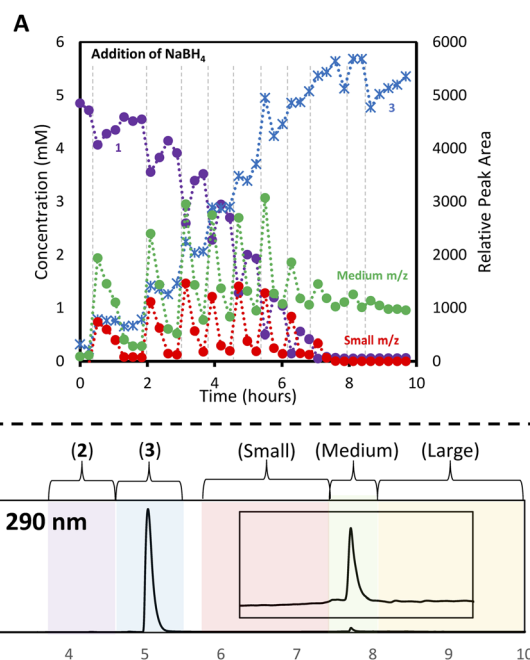 A
Addition of NaBH4
6
5
4
3
2
1
0
Concentration (mM)
6000
5000
4000
3000
2000
1000
0
Relative Peak Area
1
3
Medium m/z
Small m/z
0 2 4 6 8 10
Time (hours)
(2) (3) (Small) (Medium) (Large)
290 nm
4 5 6 7 8 9 10